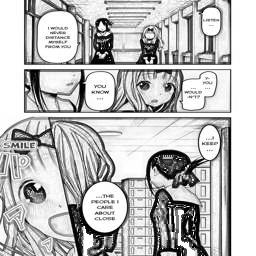 LISTEN...
I WOULD
NEVER
DISTANCE
MYSELF
FROM YOU
Y-
YOU
WOULD-
N'T?
YOU
KNOW...
...I
KEEP
...
SMILE
...THE
PEOPLE I
CARE
ABOUT
CLOSE.